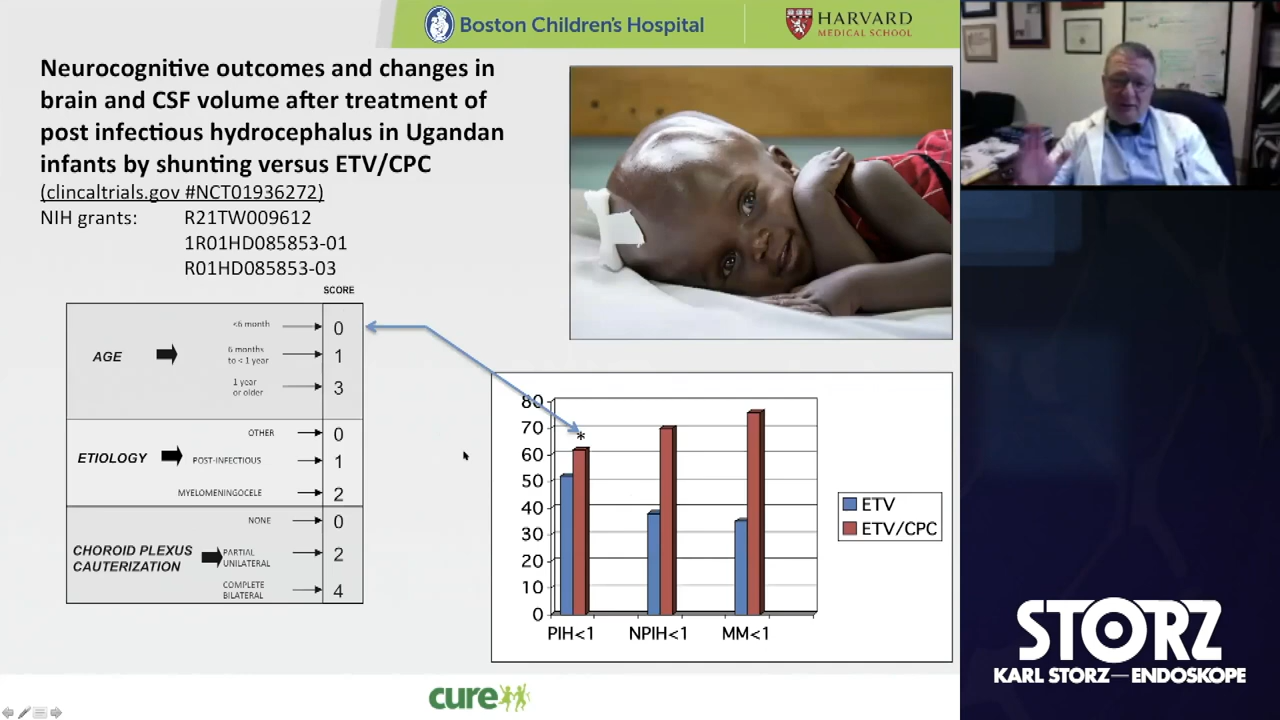 Boston Children's Hospital
HARVARD
MEDICAL SCHOOL
Neurocognitive outcomes and changes in
brain and CSF volume after treatment of
post infectious hydrocephalus in Ugandan
infants by shunting versus ETV/CPC
(clincaltrials.gov #NCT01936272)
NIH grants: R21TW009612
1R01HD085853-01
R01HD085853-03
SCORE
AGE
<6 month 0
6 months
to < 1 year 1
1 year
or older 3
ETIOLOGY
OTHER 0
POST-INFECTIOUS 1
MYELOMENINGOCELE 2
CHOROID PLEXUS
CAUTERIZATION
NONE 0
PARTIAL
UNILATERAL 2
COMPLETE
BILATERAL 4
80
70
60
50
40
30
20
10
0
*
PIH<1 NPIH<1 MM<1
ETV
ETV/CPC
cure
STORZ
KARL STORZ—ENDOSKOPE